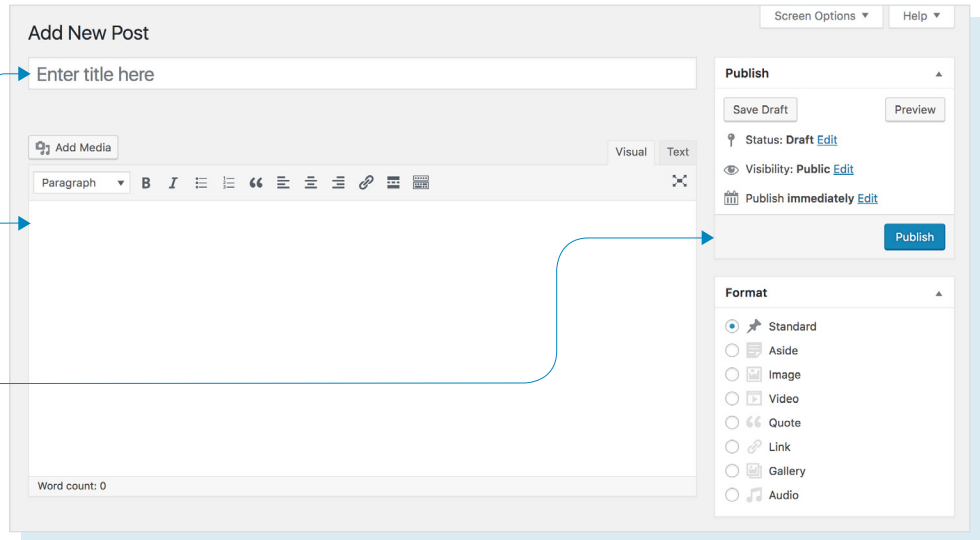 Screen Options ▼ Help ▼
Add New Post
Enter title here
Add Media
Visual Text
Paragraph ▼ B I
Word count: 0
Publish ▲
Save Draft Preview
Status: Draft Edit
Visibility: Public Edit
Publish immediately Edit
Publish
Format ▲
Standard
Aside
Image
Video
Quote
Link
Gallery
Audio